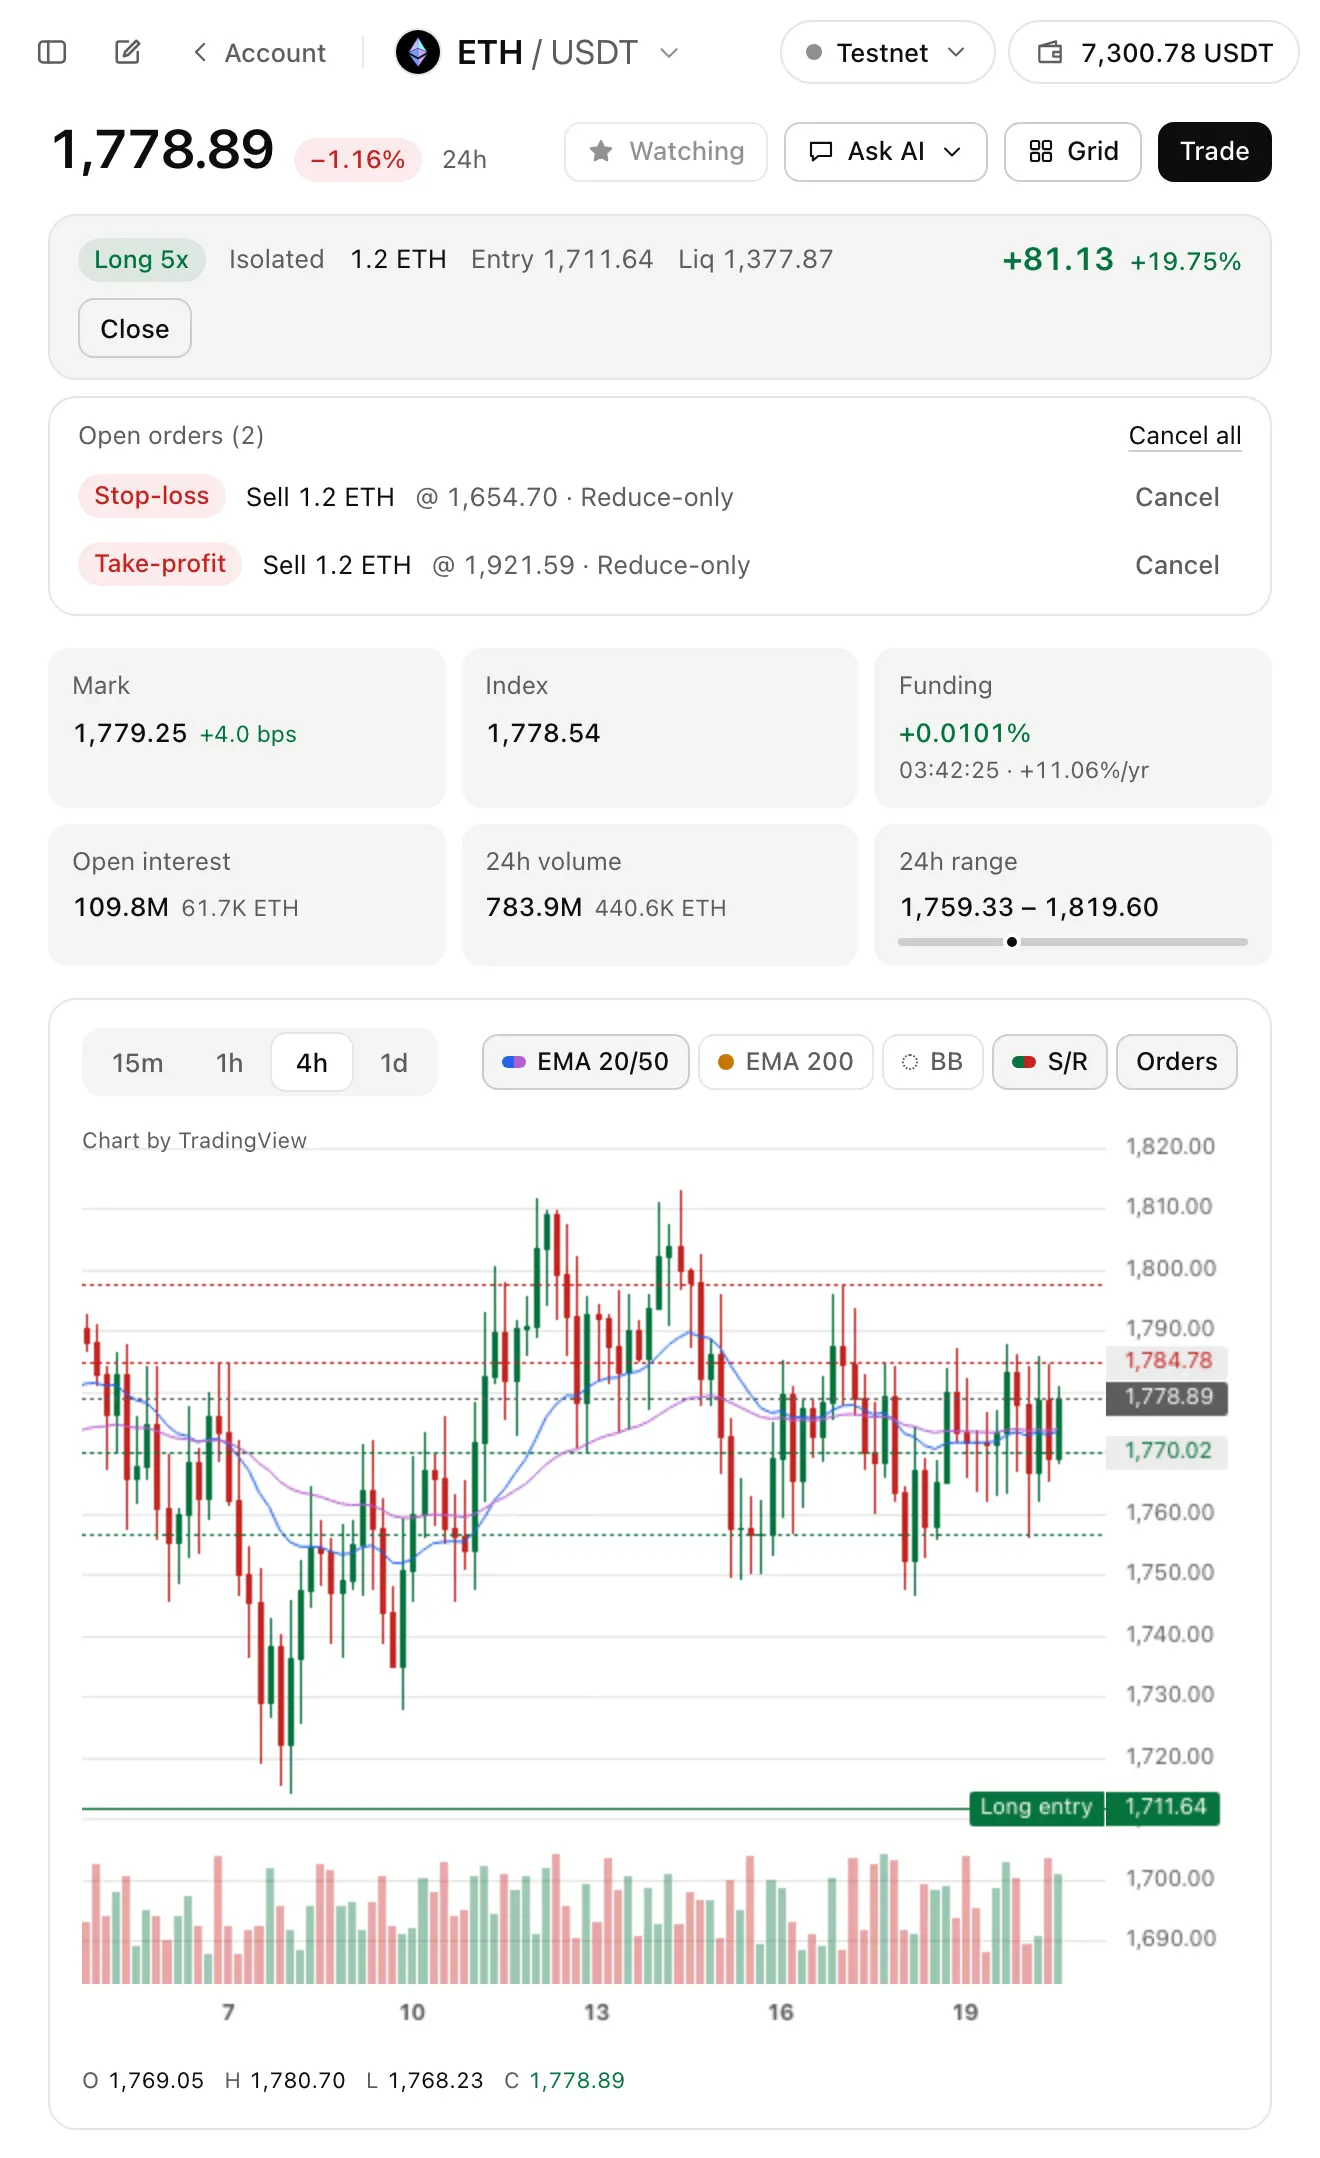 Account
ETH / USDT
Testnet
7,300.78 USDT
1,778.89 −1.16% 24h
Watching
Ask AI
Grid
Trade
Long 5x Isolated 1.2 ETH Entry 1,711.64 Liq 1,377.87 +81.13 +19.75%
Close
Open orders (2) Cancel all
Stop-loss Sell 1.2 ETH @ 1,654.70 · Reduce-only Cancel
Take-profit Sell 1.2 ETH @ 1,921.59 · Reduce-only Cancel
Mark
1,779.25 +4.0 bps
Index
1,778.54
Funding
+0.0101%
03:42:25 · +11.06%/yr
Open interest
109.8M 61.7K ETH
24h volume
783.9M 440.6K ETH
24h range
1,759.33 – 1,819.60
15m 1h 4h 1d
EMA 20/50 EMA 200 BB S/R Orders
Chart by TradingView
1,820.00
1,810.00
1,800.00
1,790.00
1,784.78
1,778.89
1,770.02
1,760.00
1,750.00
1,740.00
1,730.00
1,720.00
Long entry 1,711.64
1,700.00
1,690.00
7 10 13 16 19
O 1,769.05 H 1,780.70 L 1,768.23 C 1,778.89